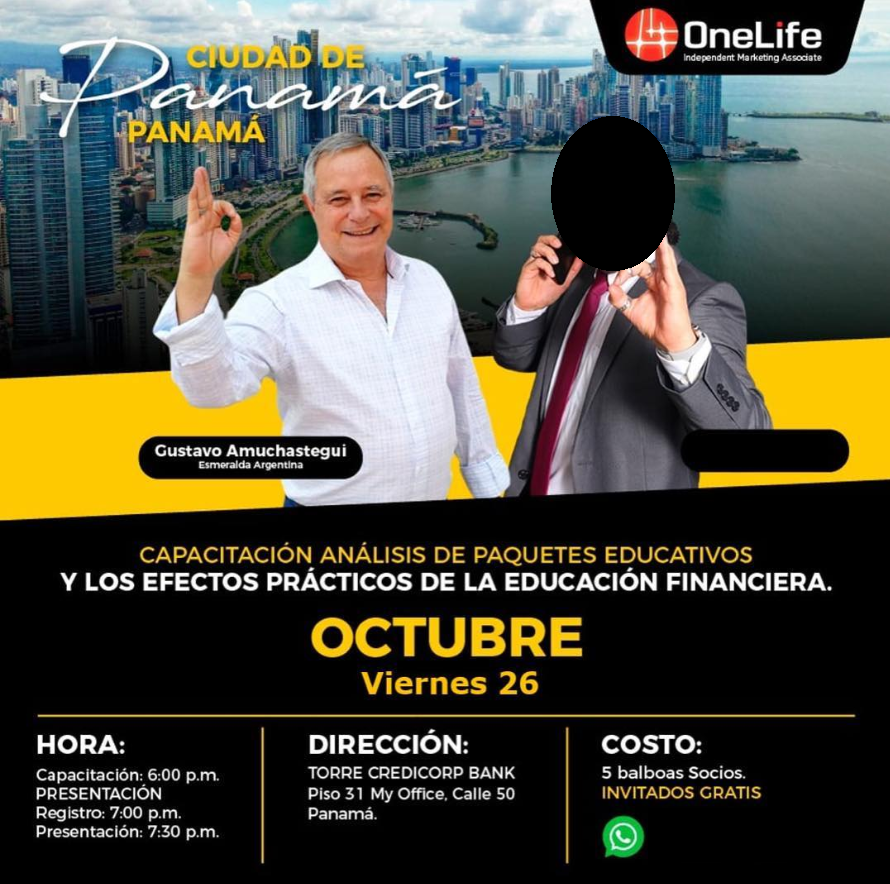 OneLife
Independent Marketing Associate
CIUDAD DE
Panamá
PANAMÁ
Gustavo Amuchastegui
Esmeralda Argentina
CAPACITACIÓN ANÁLISIS DE PAQUETES EDUCATIVOS
Y LOS EFECTOS PRÁCTICOS DE LA EDUCACIÓN FINANCIERA.
OCTUBRE
Viernes 26
HORA:
Capacitación: 6:00 p.m.
PRESENTACIÓN
Registro: 7:00 p.m.
Presentación: 7:30 p.m.
DIRECCIÓN:
TORRE CREDICORP BANK
Piso 31 My Office, Calle 50
Panamá.
COSTO:
5 balboas Socios.
INVITADOS GRATIS